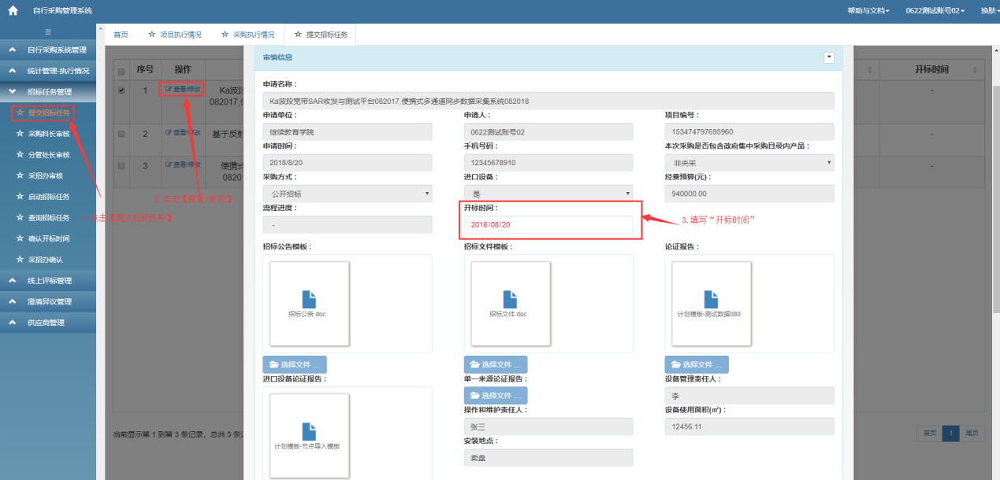 自行采购管理系统
帮助与文档
0622测试账号02
换肤
首页
项目执行情况
采购执行情况
提交招标任务
自行采购系统管理
统计管理-执行情况
招标任务管理
提交招标任务
采购科长审核
分管处长审核
采招办审核
启动招标任务
查询招标任务
确认开标时间
采招办确认
线上评标管理
澄清异议管理
供应商管理
序号
操作
开标时间
1
查看/修改
Ka波段
082017,便
-
2
查看/修改
基于反射
-
3
查看/修改
便携式
0820
-
1.点击【提交招标任务】
2.点击【查看/修改】
当前显示第 1 到第 3 条记录，总共 3 条
首页
1
尾页
审编信息
申请名称：
Ka波段宽带SAR收发与测试平台082017,便携式多通道同步数据采集系统082018
申请单位：
申请人：
项目编号：
继续教育学院
0622测试账号02
153474797695960
申请时间：
手机号码：
本次采购是否包含政府集中采购目录内产品：
2018/8/20
12345678910
非央采
采购方式：
进口设备：
经费预算(元)：
公开招标
是
940000.00
流程进度：
开标时间：
-
2018/08/20
3.填写“开标时间”
招标公告模板：
招标文件模板：
论证报告：
招标公告.doc
招标文件.doc
计划模板-测试数据080
选择文件 ...
选择文件 ...
选择文件 ...
进口设备论证报告：
单一来源论证报告：
设备管理责任人：
选择文件 ...
李
操作和维护责任人：
设备使用面积(㎡)：
张三
12456.11
计划模板-节点导入模板
安装地点：
卖盘